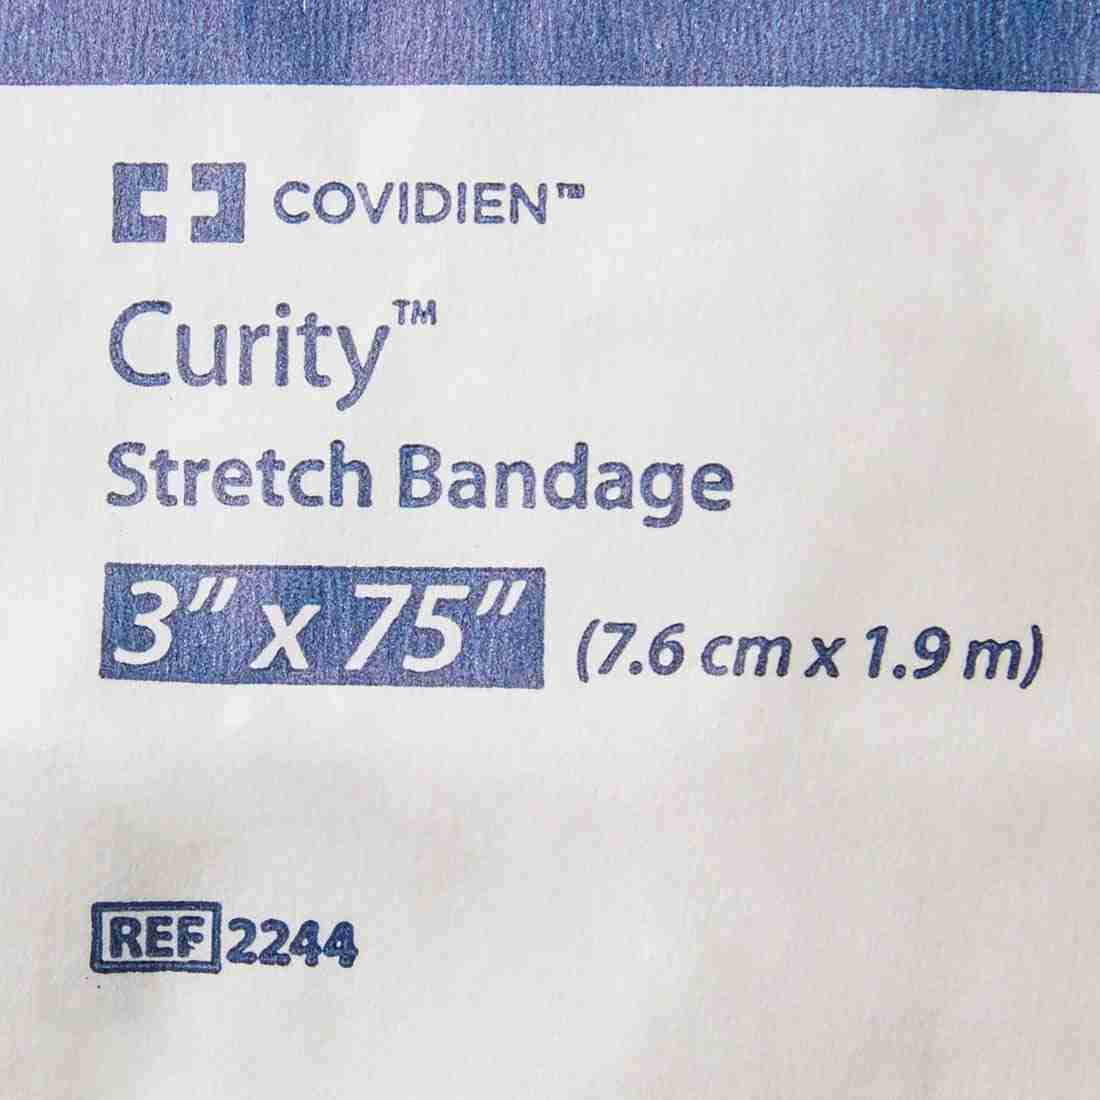 COVIDIEN™
Curity™
Stretch Bandage
3" x 75" (7.6 cm x 1.9 m)
REF 2244